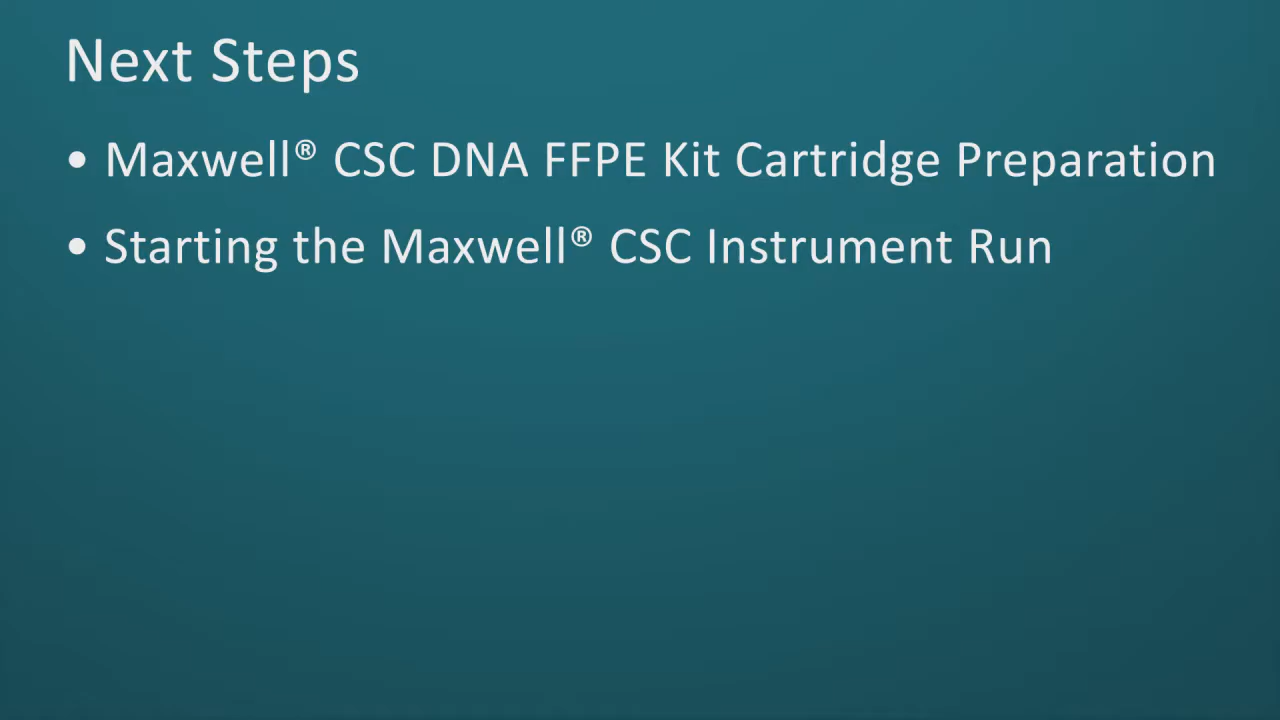 Next Steps
• Maxwell® CSC DNA FFPE Kit Cartridge Preparation
• Starting the Maxwell® CSC Instrument Run